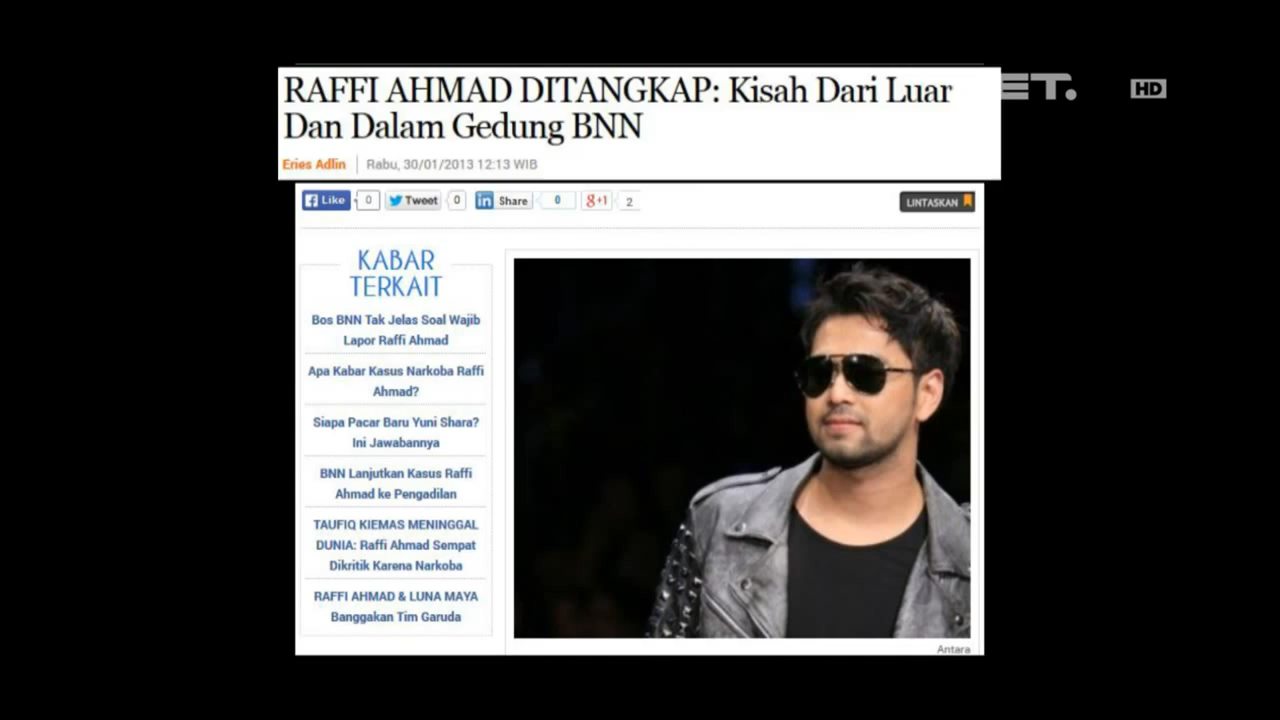 RAFFI AHMAD DITANGKAP: Kisah Dari Luar
Dan Dalam Gedung BNN
ET.
HD
Eries Adlin | Rabu, 30/01/2013 12:13 WIB
Like 0 Tweet 0 in Share 0 g+1 2
LINTASKAN
KABAR
TERKAIT
Bos BNN Tak Jelas Soal Wajib
Lapor Raffi Ahmad
Apa Kabar Kasus Narkoba Raffi
Ahmad?
Siapa Pacar Baru Yuni Shara?
Ini Jawabannya
BNN Lanjutkan Kasus Raffi
Ahmad ke Pengadilan
TAUFIQ KIEMAS MENINGGAL
DUNIA: Raffi Ahmad Sempat
Dikritik Karena Narkoba
RAFFI AHMAD & LUNA MAYA
Banggakan Tim Garuda
Antara